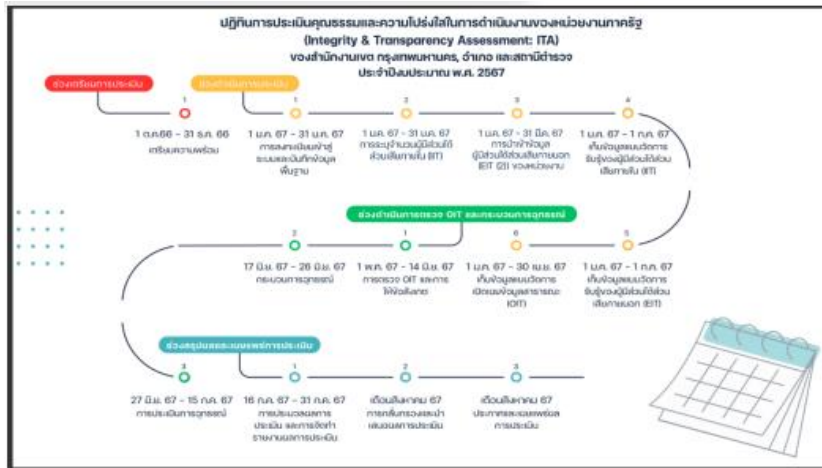 ปฏิทินการประเมินคุณธรรมและความโปร่งใสในการดำเนินงานของหน่วยงานภาครัฐ
(Integrity & Transparency Assessment: ITA)
ของสำนักงานเขต กรุงเทพมหานคร, อำเภอ และสถานีตำรวจ
ประจำปีงบประมาณ พ.ศ. 2567
ช่วงเตรียมการประเมิน
ช่วงดำเนินการประเมิน
1
1 ต.ค66 - 31 ธ.ค. 66
เตรียมความพร้อม
1
1 ม.ค. 67 - 31 ม.ค. 67
การลงทะเบียนเข้าสู่
ระบบและบันทึกข้อมูล
พื้นฐาน
2
1 ม.ค. 67 - 31 ม.ค. 67
การระบุจำนวนผู้มีส่วนได้
ส่วนเสียภายใน (IIT)
3
1 ม.ค. 67 - 31 มี.ค. 67
การนำเข้าข้อมูล
ผู้มีส่วนได้ส่วนเสียภายนอก
(EIT (2)) ของหน่วยงาน
4
1 ม.ค. 67 - 1 ก.ค. 67
เก็บข้อมูลแบบวัดการ
รับรู้ของผู้มีส่วนได้ส่วน
เสียภายใน (IIT)
ช่วงดำเนินการตรวจ OIT และกระบวนการอุทธรณ์
2
17 มิ.ย. 67 - 26 มิ.ย. 67
กระบวนการอุทธรณ์
1
1 พ.ค. 67 - 14 มิ.ย. 67
การตรวจ OIT และการ
ให้ข้อสังเกต
6
1 ม.ค. 67 - 30 เม.ย. 67
เก็บข้อมูลแบบวัดการ
เปิดเผยข้อมูลสาธารณะ
(OIT)
5
1 ม.ค. 67 - 1 ก.ค. 67
เก็บข้อมูลแบบวัดการ
รับรู้ของผู้มีส่วนได้ส่วน
เสียภายนอก (EIT)
ช่วงสรุปผลและเผยแพร่การประเมิน
3
27 มิ.ย. 67 - 15 ก.ค. 67
การประเมินการอุทธรณ์
1
16 ก.ค. 67 - 31 ก.ค. 67
การประมวลผลการ
ประเมิน และการจัดทำ
รายงานผลการประเมิน
2
เดือนสิงหาคม 67
การกลั่นกรองและนำ
เสนอผลการประเมิน
3
เดือนสิงหาคม 67
ประกาศและเผยแพร่ผล
การประเมิน